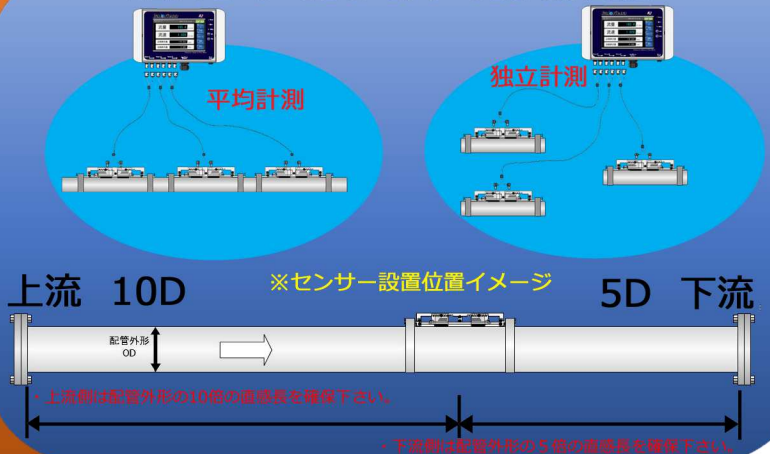 平均計測
独立計測
※センサー設置位置イメージ
上流 10D
5D 下流
配管外形
OD
・上流側は配管外形の10倍の直感長を確保下さい。
・下流側は配管外形の5倍の直感長を確保下さい。